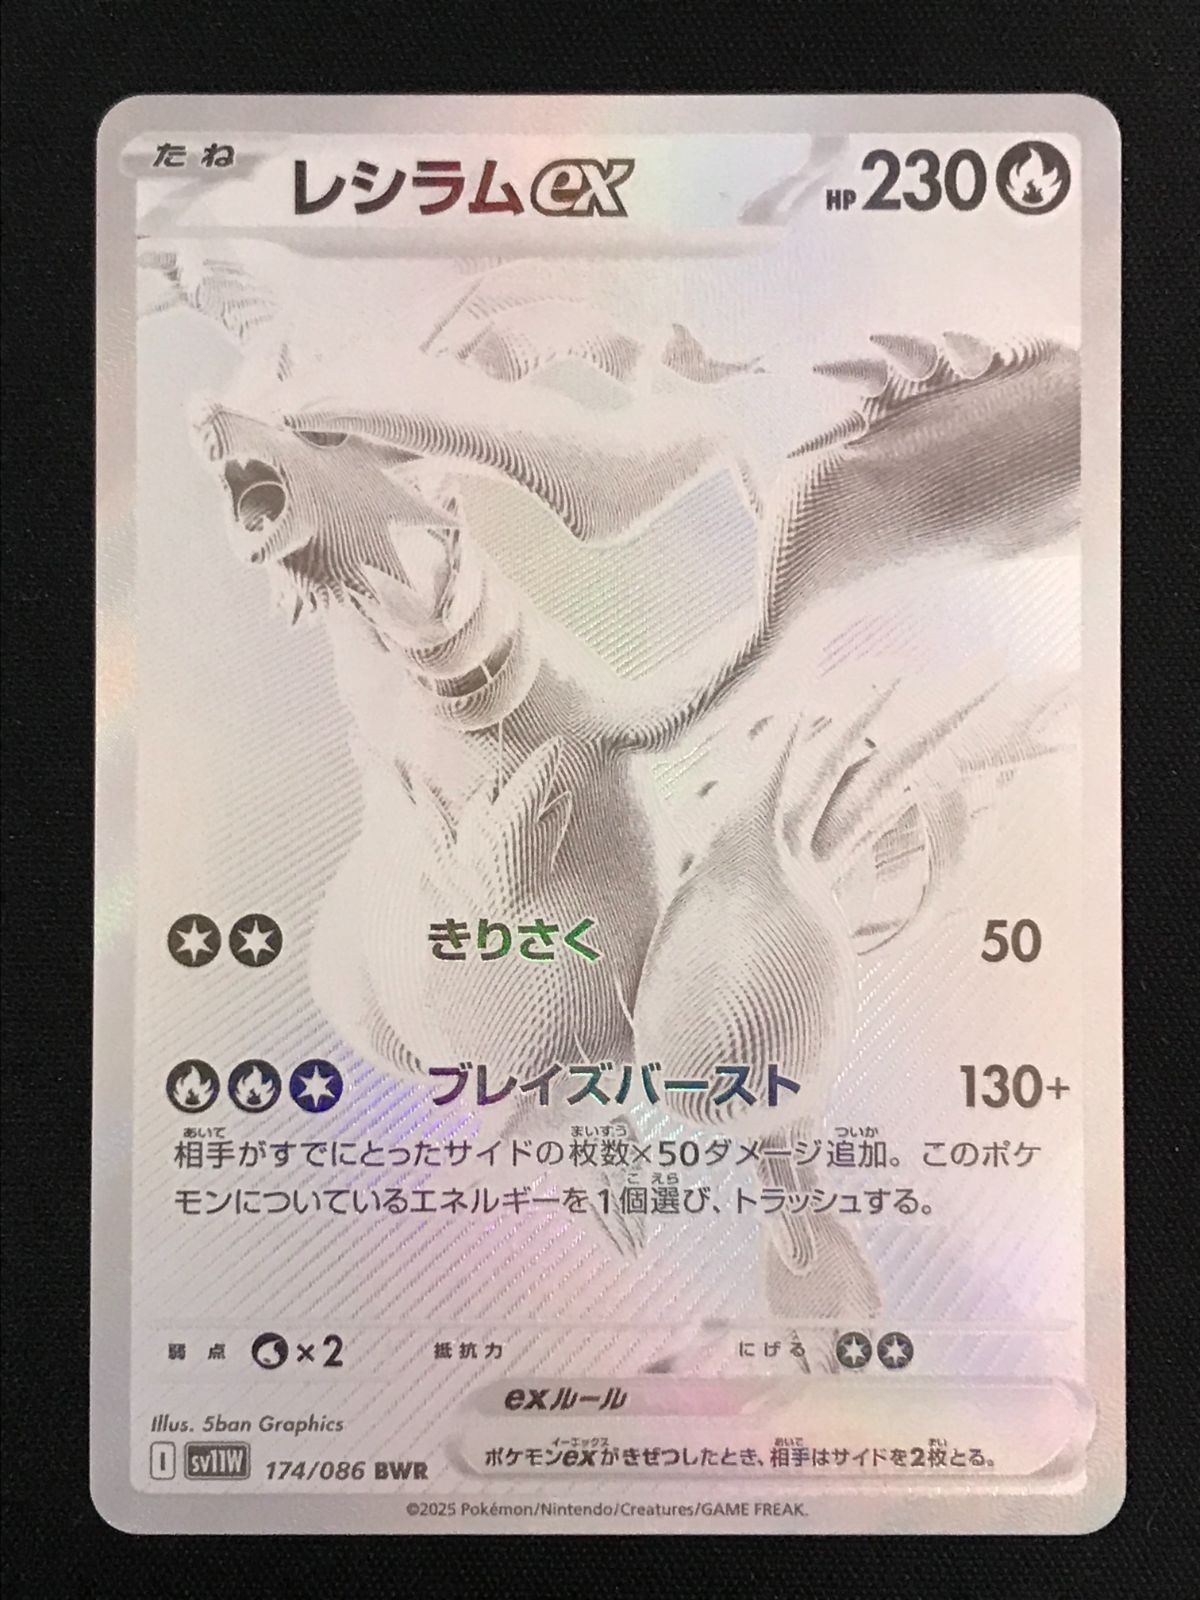 たね
レシラムex
HP230
きりさく 50
ブレイズバースト 130+
あいて まいすう ついか
相手がすでにとったサイドの枚数×50ダメージ追加。このポケ
こ えら
モンについているエネルギーを1個選び、トラッシュする。
弱点 ×2 抵抗力 にげる
exルール
イーエックス あいて まい
ポケモンexがきぜつしたとき、相手はサイドを2枚とる。
Illus. 5ban Graphics
I SV11W 174/086 BWR
©2025 Pokémon/Nintendo/Creatures/GAME FREAK.